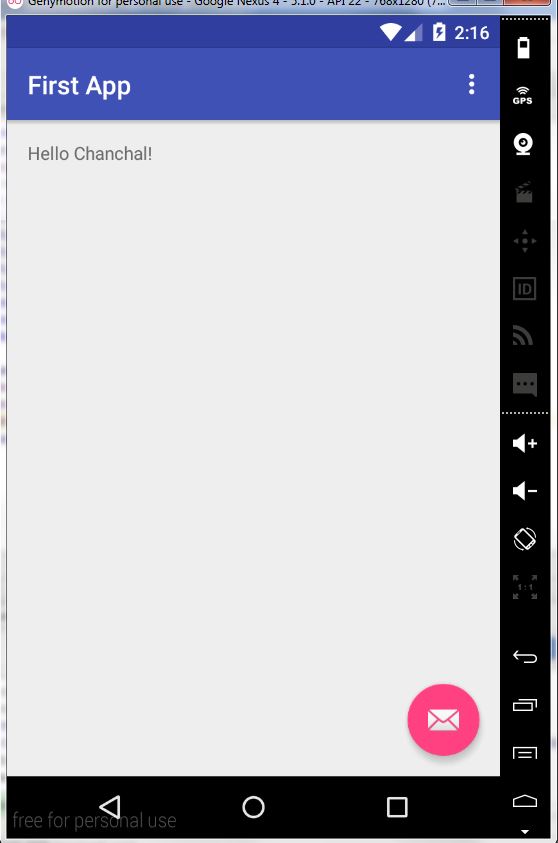 Genymotion for personal use - Google Nexus 4 - 5.1.0 - API 22 - 768x1280 (7...
2:16
First App
GPS
Hello Chanchal!
ID
1:1
free for personal use